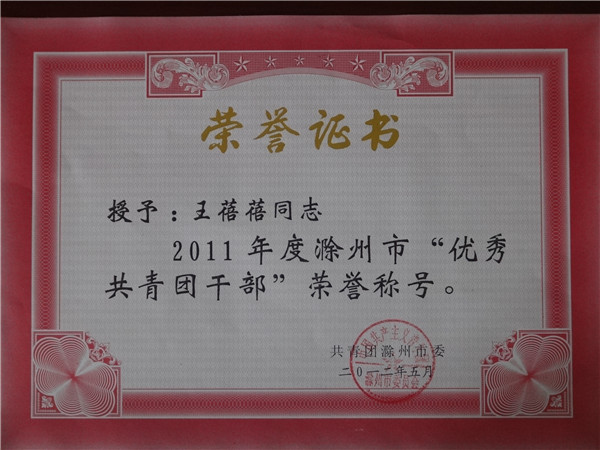 荣誉证书
授予：王蓓蓓同志
2011年度滁州市“优秀
共青团干部”荣誉称号。
共青团滁州市委
二〇一二年五月